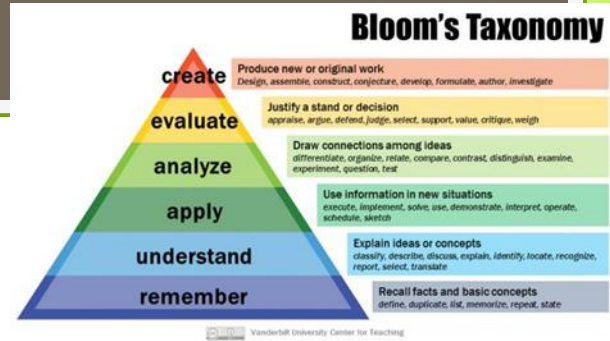 Bloom's Taxonomy
create
Produce new or original work
Design, assemble, construct, conjecture, develop, formulate, author, investigate
evaluate
Justify a stand or decision
appraise, argue, defend, judge, select, support, value, critique, weigh
analyze
Draw connections among ideas
differentiate, organize, relate, compare, contrast, distinguish, examine,
experiment, question, test
apply
Use information in new situations
execute, implement, solve, use, demonstrate, interpret, operate,
schedule, sketch
understand
Explain ideas or concepts
classify, describe, discuss, explain, identify, locate, recognize,
report, select, translate
remember
Recall facts and basic concepts
define, duplicate, list, memorize, repeat, state
Vanderbilt University Center for Teaching